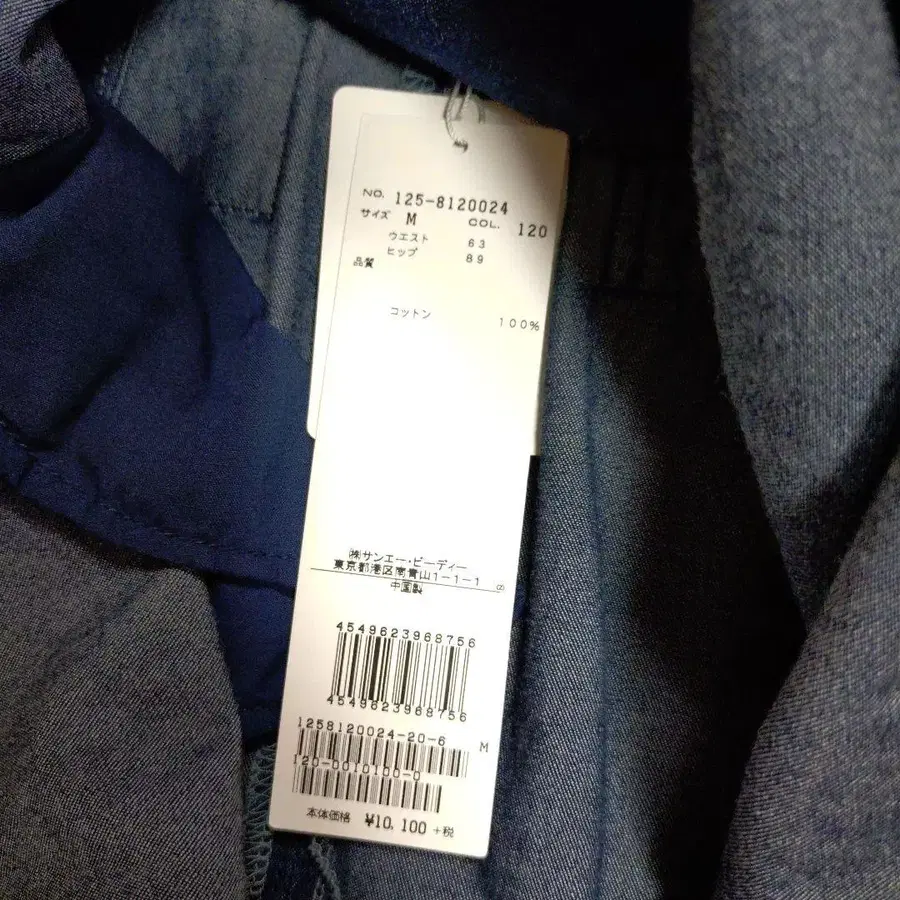 NO. 125-8120024
サイズ M COL. 120
ウエスト 63
ヒップ 89
品質
コットン 100%
㈱サンエー・ビーディー
東京都港区南青山1-1-1 ⑧
中国製
4549623968756
4549623968756
1258120024-20-6 M
120-0010100-0
本体価格 ¥10,100+税